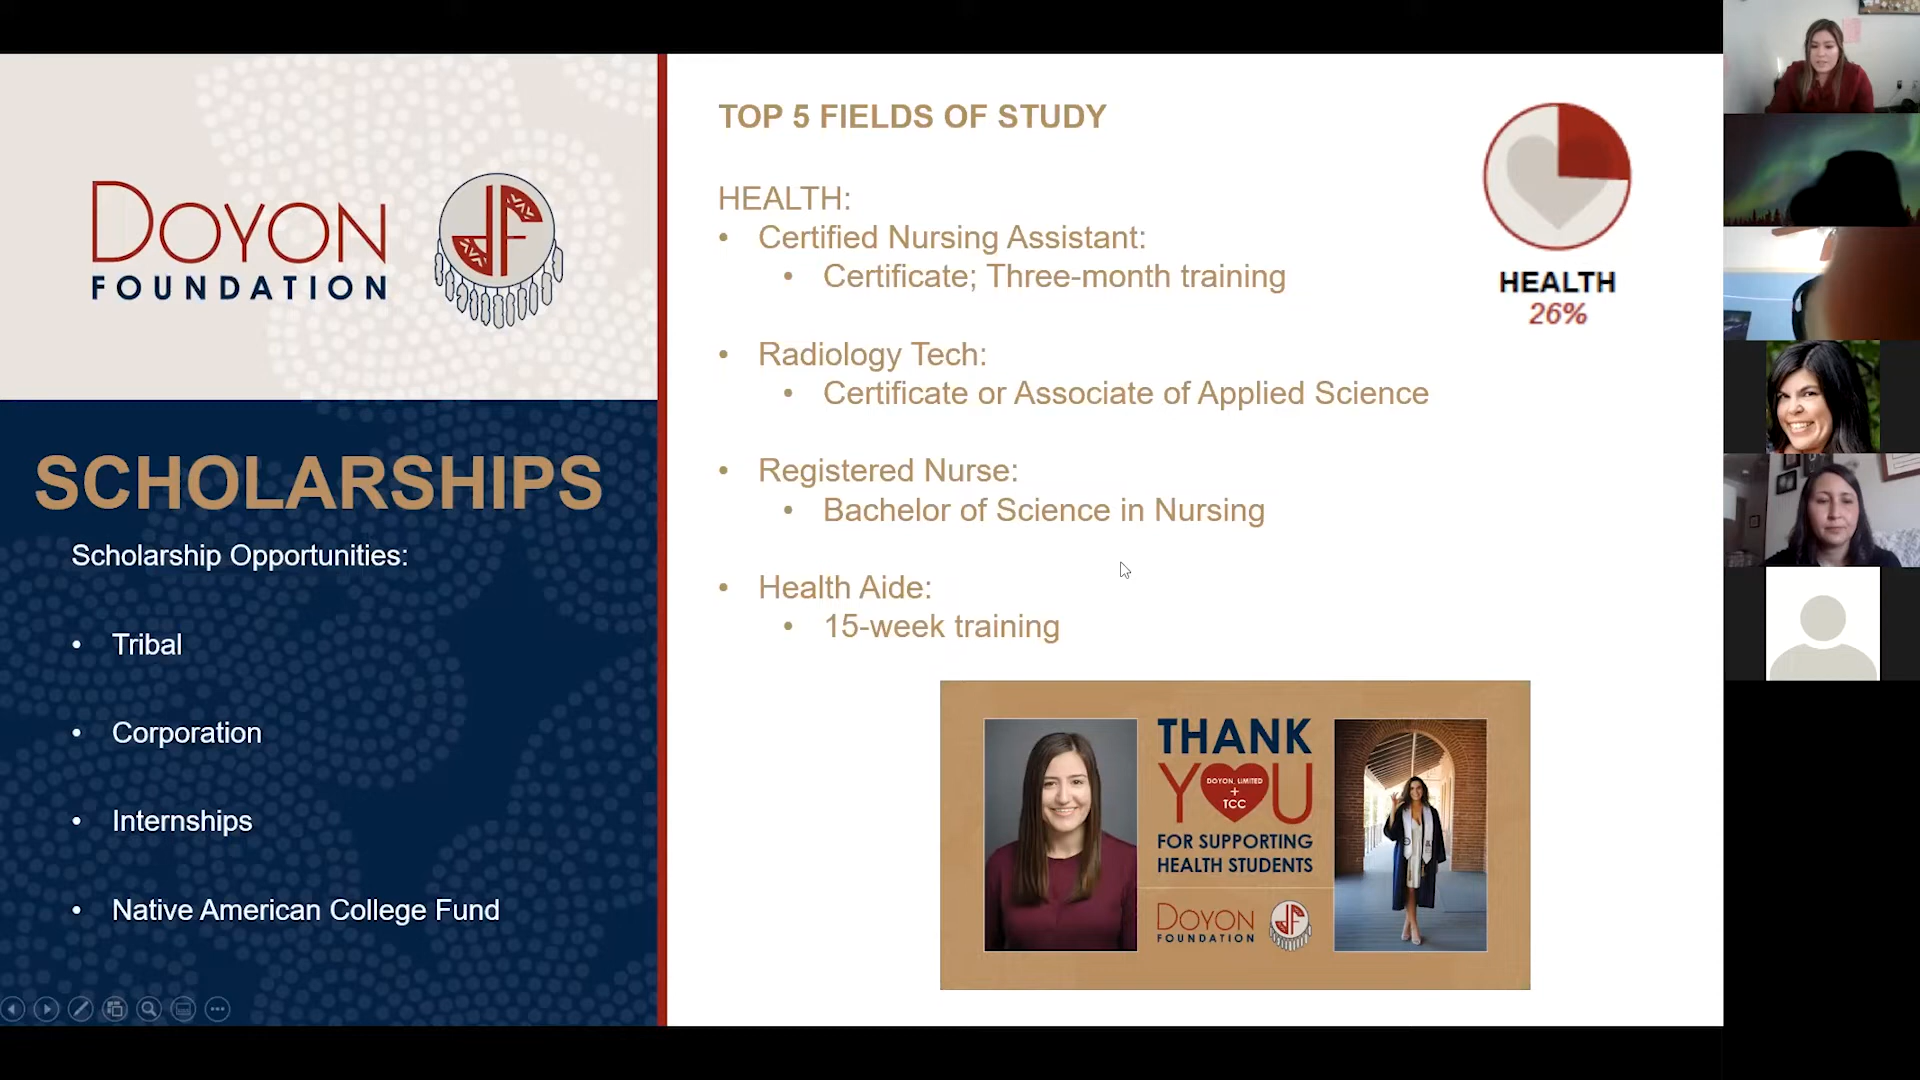 DOYON
FOUNDATION
SCHOLARSHIPS
Scholarship Opportunities:
• Tribal
• Corporation
• Internships
• Native American College Fund
TOP 5 FIELDS OF STUDY
HEALTH:
• Certified Nursing Assistant:
• Certificate; Three-month training
• Radiology Tech:
• Certificate or Associate of Applied Science
• Registered Nurse:
• Bachelor of Science in Nursing
• Health Aide:
• 15-week training
HEALTH
26%
THANK
YOU
DOYON, LIMITED
+
TCC
FOR SUPPORTING
HEALTH STUDENTS
DOYON
FOUNDATION